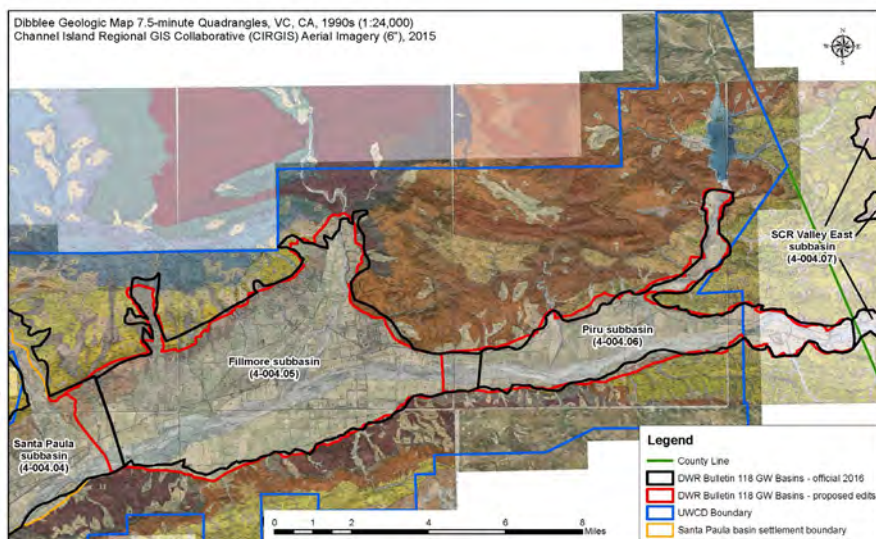 Dibblee Geologic Map 7.5-minute Quadrangles, VC, CA, 1990s (1:24,000)
Channel Island Regional GIS Collaborative (CIRGIS) Aerial Imagery (6"), 2015
N
W
E
S
SCR Valley East
subbasin
(4-004.07)
Piru subbasin
(4-004.06)
Fillmore subbasin
(4-004.05)
Santa Paula
subbasin
(4-004.04)
Legend
County Line
DWR Bulletin 118 GW Basins - official 2016
DWR Bulletin 118 GW Basins - proposed edits
UWCD Boundary
Santa Paula basin settlement boundary
0 2 4 6 8
Miles